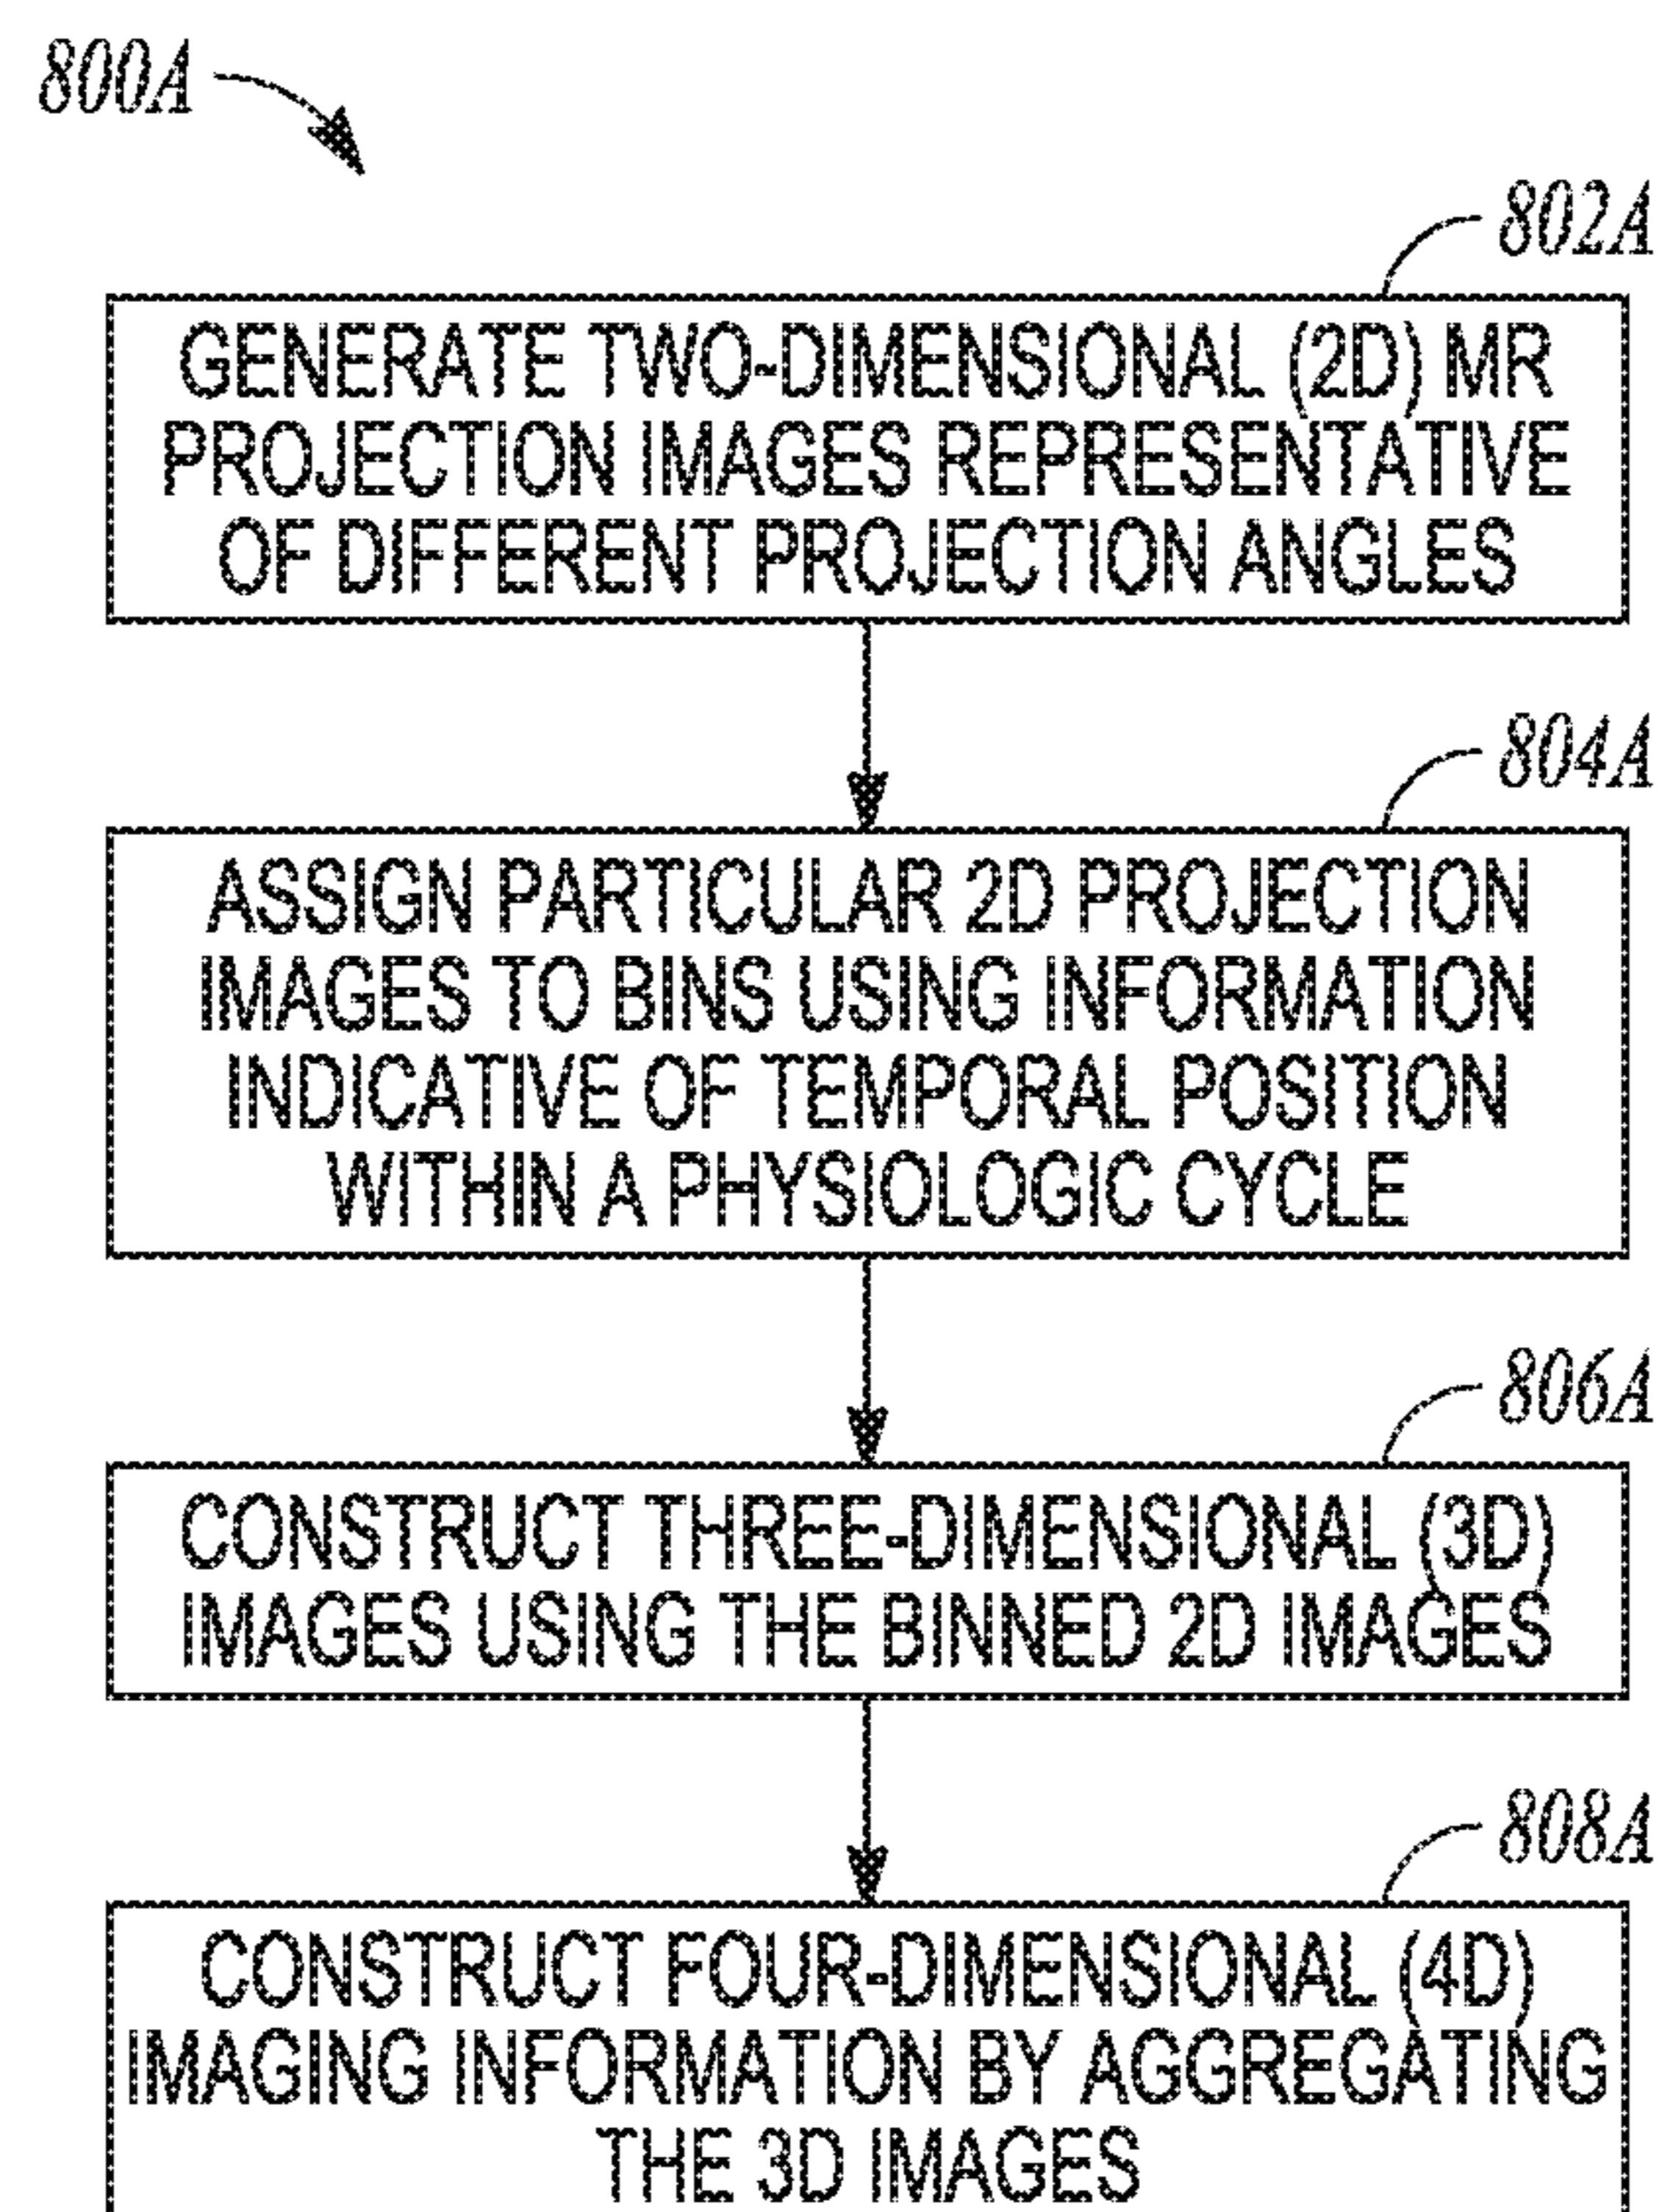 800A
802A
GENERATE TWO-DIMENSIONAL (2D) MR
PROJECTION IMAGES REPRESENTATIVE
OF DIFFERENT PROJECTION ANGLES
804A
ASSIGN PARTICULAR 2D PROJECTION
IMAGES TO BINS USING INFORMATION
INDICATIVE OF TEMPORAL POSITION
WITHIN A PHYSIOLOGIC CYCLE
806A
CONSTRUCT THREE-DIMENSIONAL (3D)
IMAGES USING THE BINNED 2D IMAGES
808A
CONSTRUCT FOUR-DIMENSIONAL (4D)
IMAGING INFORMATION BY AGGREGATING
THE 3D IMAGES